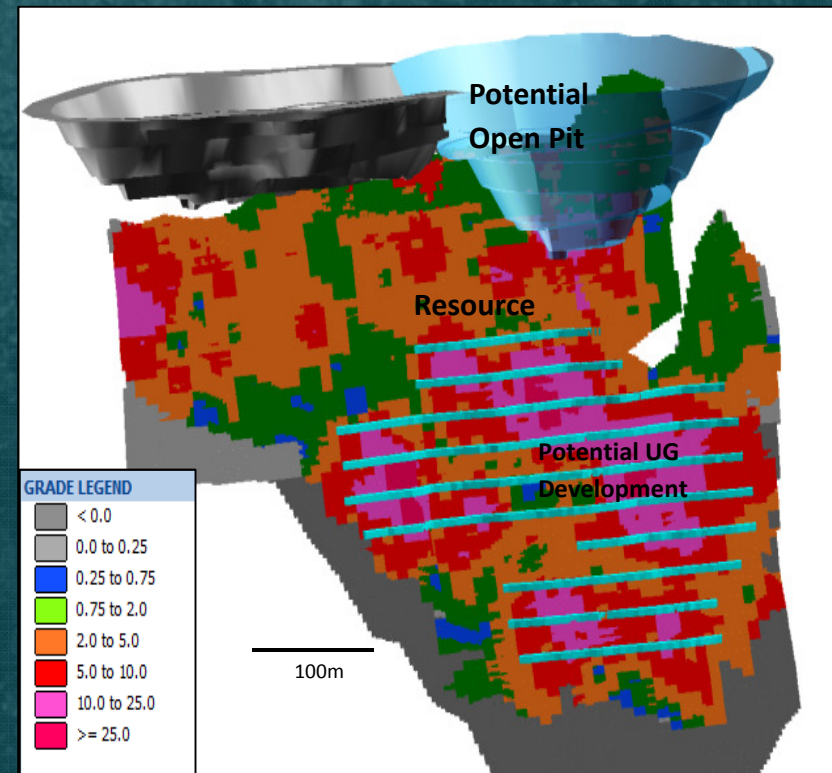 Potential
Open Pit
Resource
Potential UG
Development
GRADE LEGEND
< 0.0
0.0 to 0.25
0.25 to 0.75
0.75 to 2.0
2.0 to 5.0
5.0 to 10.0
10.0 to 25.0
>= 25.0
100m